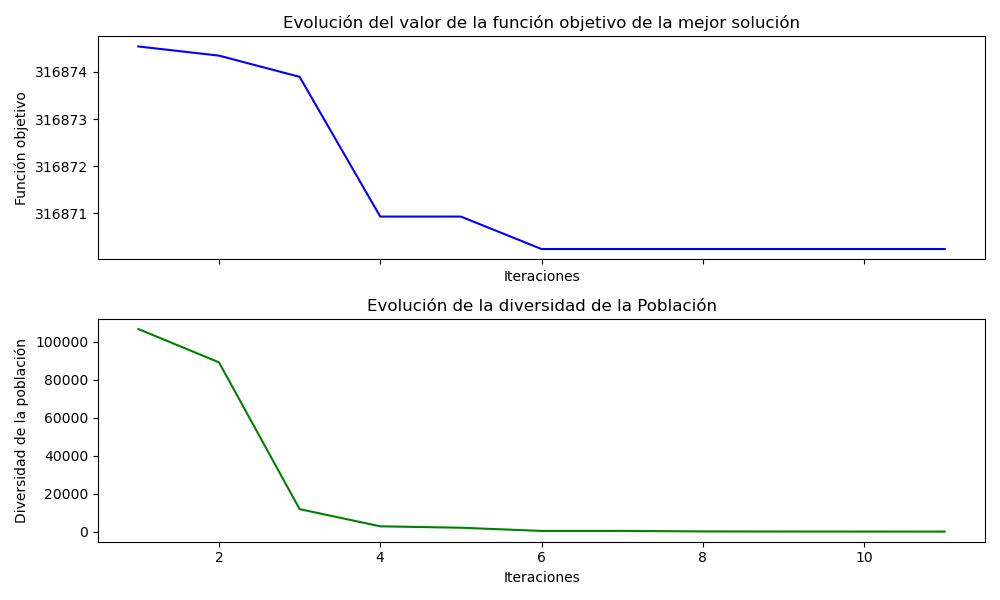 Evolución del valor de la función objetivo de la mejor solución
Función objetivo
316874
316873
316872
316871
Iteraciones
Evolución de la diversidad de la Población
Diversidad de la población
100000
80000
60000
40000
20000
0
2 4 6 8 10
Iteraciones